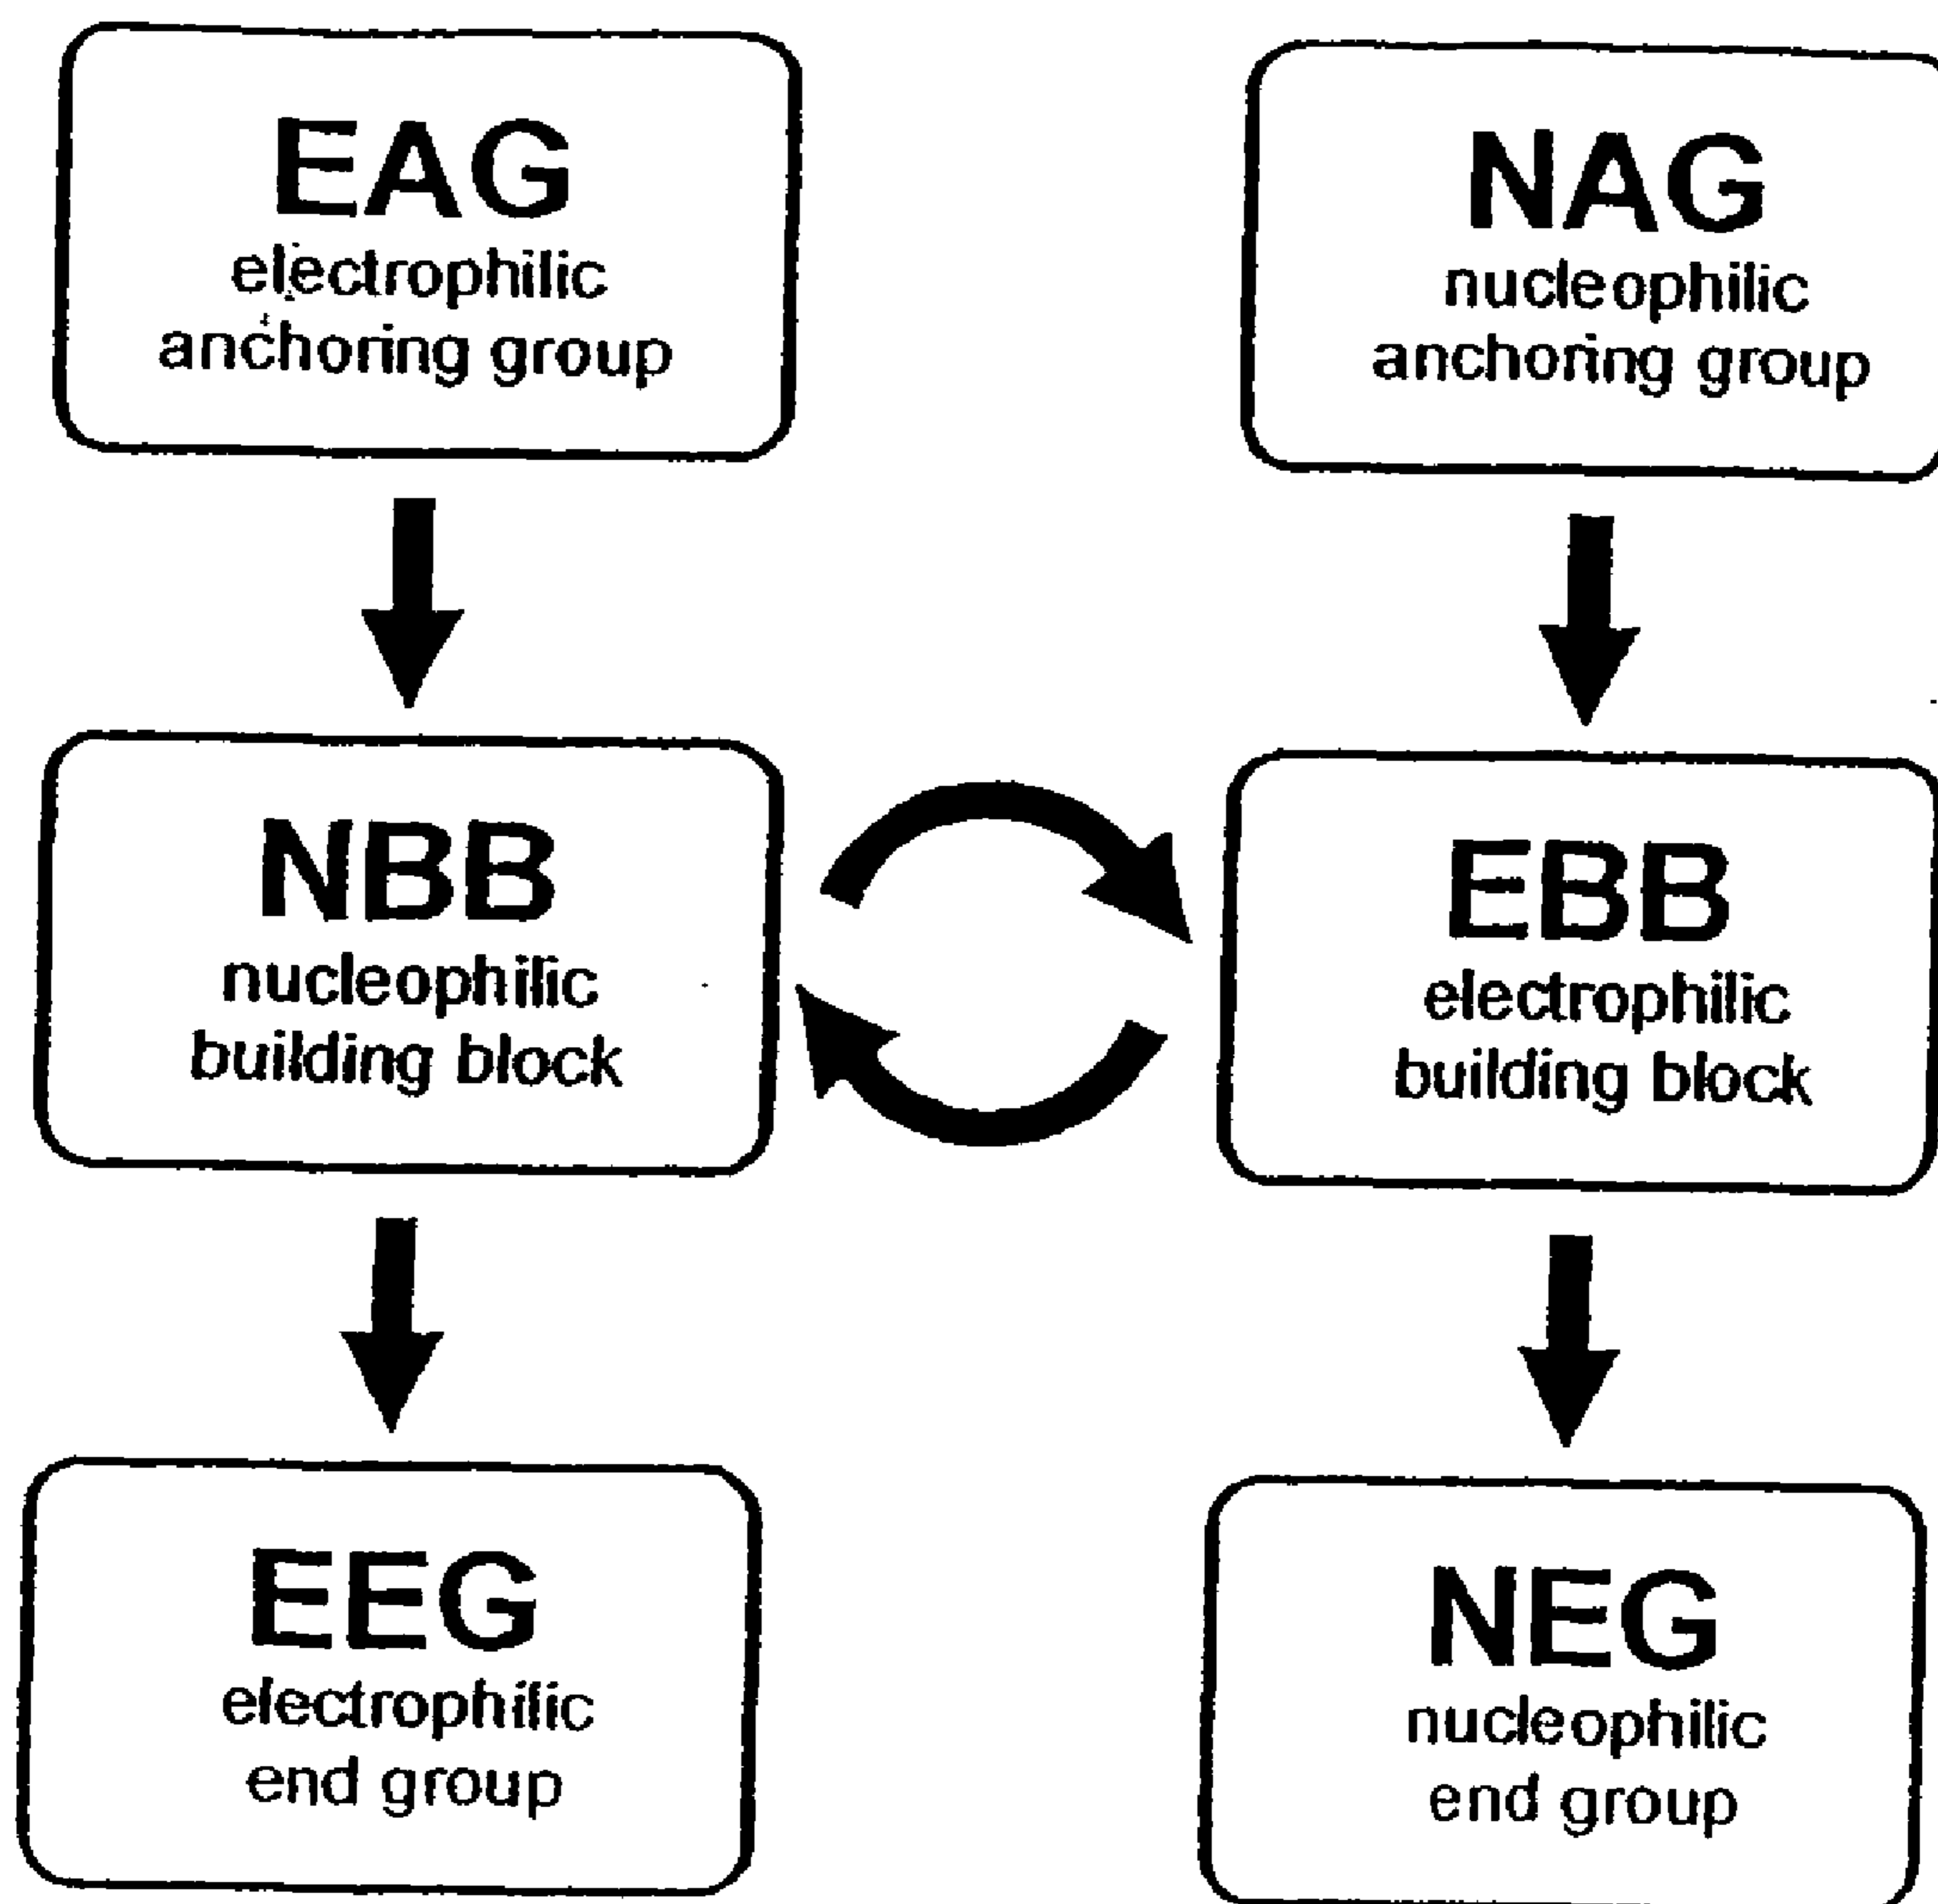 EAG
electrophilic
anchoring group
NAG
nucleophilic
anchoring group
NBB
nucleophilic
building block
EBB
electrophilic
building block
EEG
electrophilic
end group
NEG
nucleophilic
end group